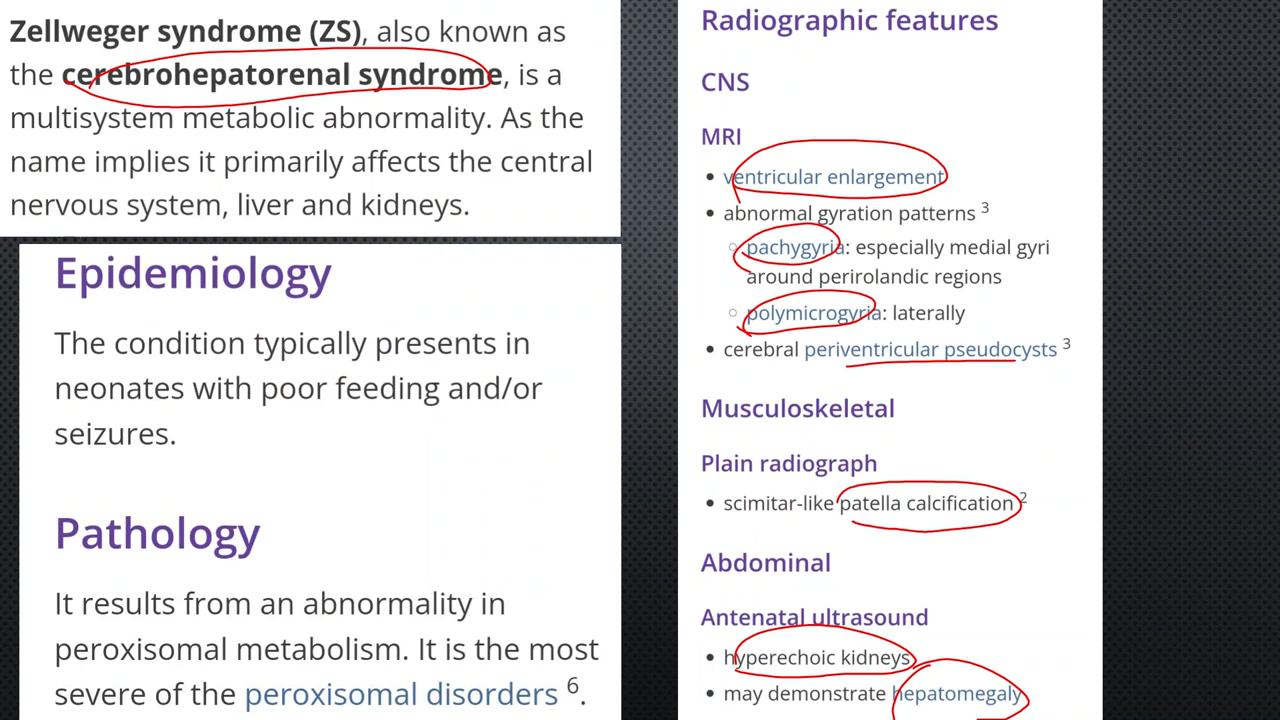 Zellweger syndrome (ZS), also known as
the cerebrohepatorenal syndrome, is a
multisystem metabolic abnormality. As the
name implies it primarily affects the central
nervous system, liver and kidneys.
Epidemiology
The condition typically presents in
neonates with poor feeding and/or
seizures.
Pathology
It results from an abnormality in
peroxisomal metabolism. It is the most
severe of the peroxisomal disorders 6.
Radiographic features
CNS
MRI
• ventricular enlargement
• abnormal gyration patterns 3
○ pachygyria: especially medial gyri
around perirolandic regions
○ polymicrogyria: laterally
• cerebral periventricular pseudocysts 3
Musculoskeletal
Plain radiograph
• scimitar-like patella calcification 2
Abdominal
Antenatal ultrasound
• hyperechoic kidneys
• may demonstrate hepatomegaly